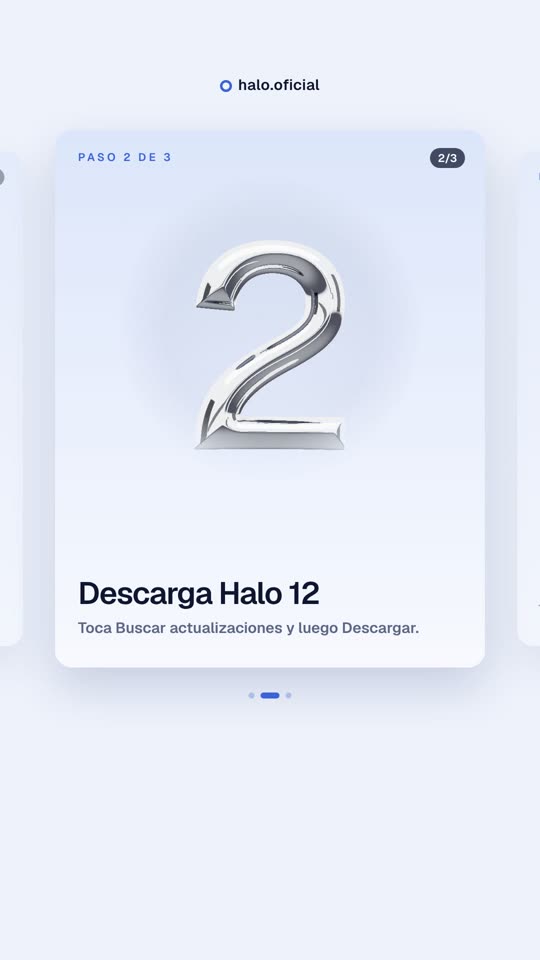 halo.oficial
PASO 2 DE 3
2/3
2
Descarga Halo 12
Toca Buscar actualizaciones y luego Descargar.